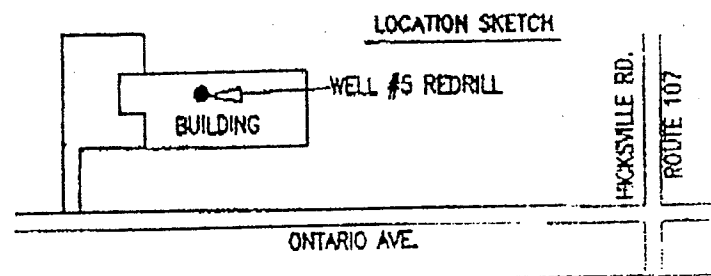 LOCATION SKETCH
WELL #5 REDRILL
BUILDING
HICKSVILLE RD.
ROUTE 107
ONTARIO AVE.